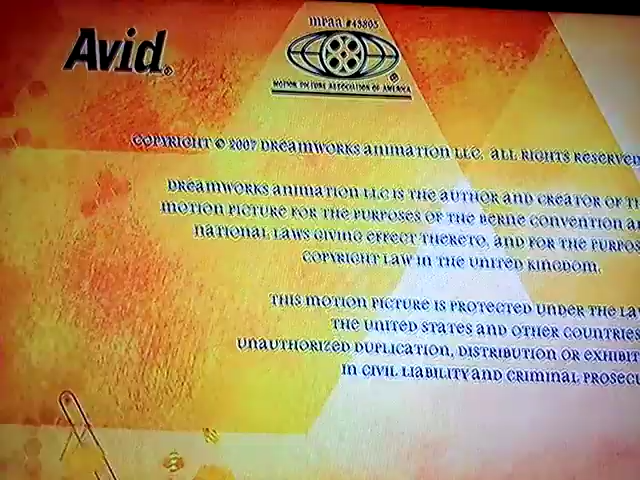 Avid®
MPAA #43805
®
MOTION PICTURE ASSOCIATION OF AMERICA
COPYRIGHT © 2007 DREAMWORKS ANIMATION LLC. ALL RIGHTS RESERVED
DREAMWORKS ANIMATION LLC IS THE AUTHOR AND CREATOR OF TH
MOTION PICTURE FOR THE PURPOSES OF THE BERNE CONVENTION A
NATIONAL LAWS GIVING EFFECT THERETO, AND FOR THE PURPOS
COPYRIGHT LAW IN THE UNITED KINGDOM.
THIS MOTION PICTURE IS PROTECTED UNDER THE LA
THE UNITED STATES AND OTHER COUNTRIES
UNAUTHORIZED DUPLICATION, DISTRIBUTION OR EXHIBIT
IN CIVIL LIABILITY AND CRIMINAL PROSECU